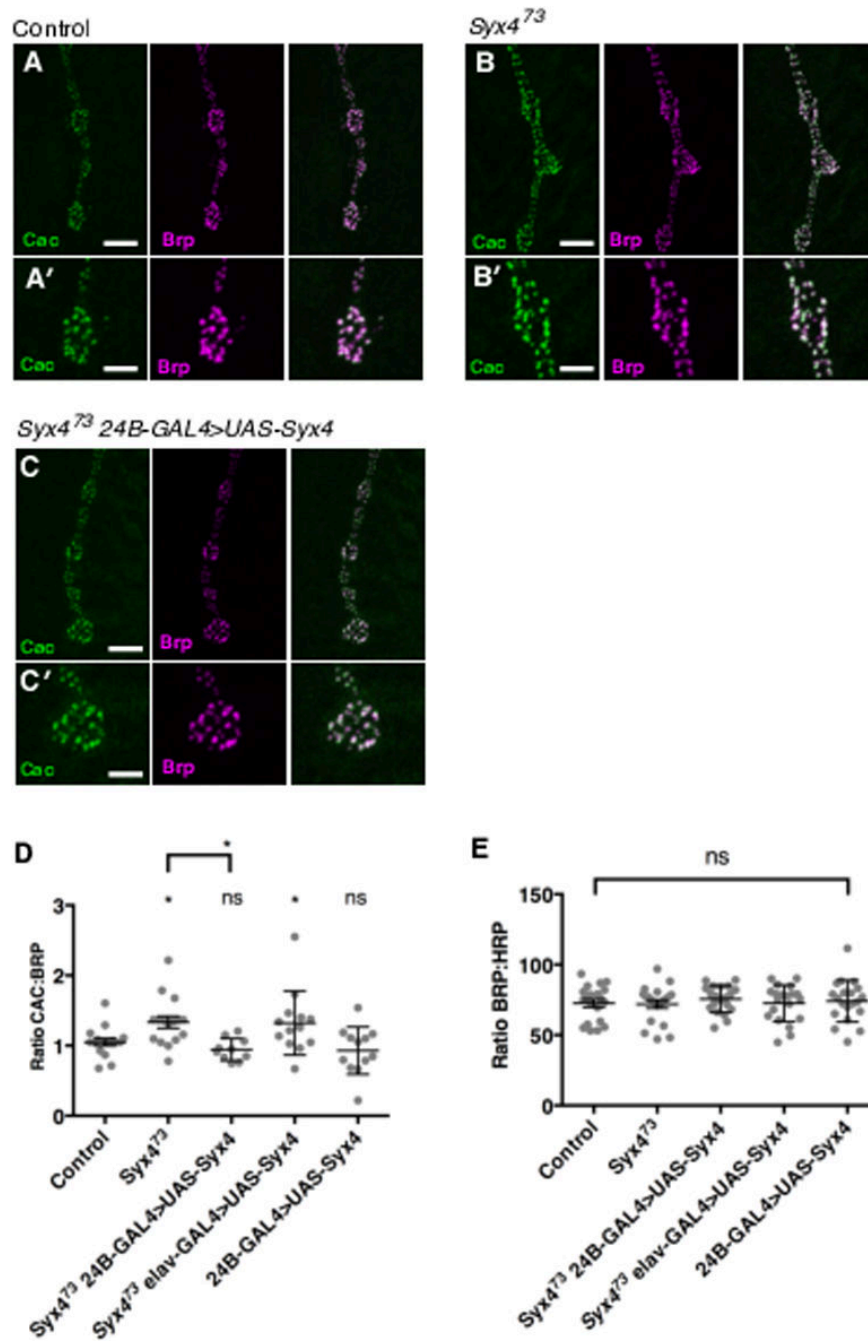 Control
Syx4⁷³
A
B
Cac
Brp
Cac
Brp
A'
B'
Cac
Brp
Cac
Brp
Syx4⁷³ 24B-GAL4>UAS-Syx4
C
Cac
Brp
C'
Cac
Brp
D
*
* ns * ns
3
2
1
0
Ratio CAC:BRP
Control
Syx4⁷³
Syx4⁷³ 24B-GAL4>UAS-Syx4
Syx4⁷³ elav-GAL4>UAS-Syx4
24B-GAL4>UAS-Syx4
E
ns
150
100
50
0
Ratio BRP:HRP
Control
Syx4⁷³
Syx4⁷³ 24B-GAL4>UAS-Syx4
Syx4⁷³ elav-GAL4>UAS-Syx4
24B-GAL4>UAS-Syx4